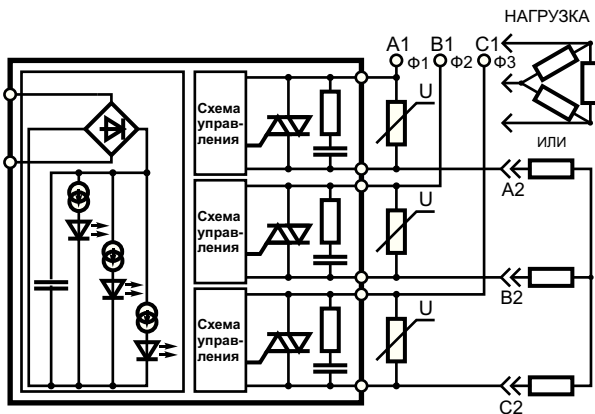 НАГРУЗКА
A1 B1 C1
Ф1 Ф2 Ф3
U
Схема
управ-
ления
ИЛИ
A2
Схема
управ-
ления
U
B2
Схема
управ-
ления
U
C2